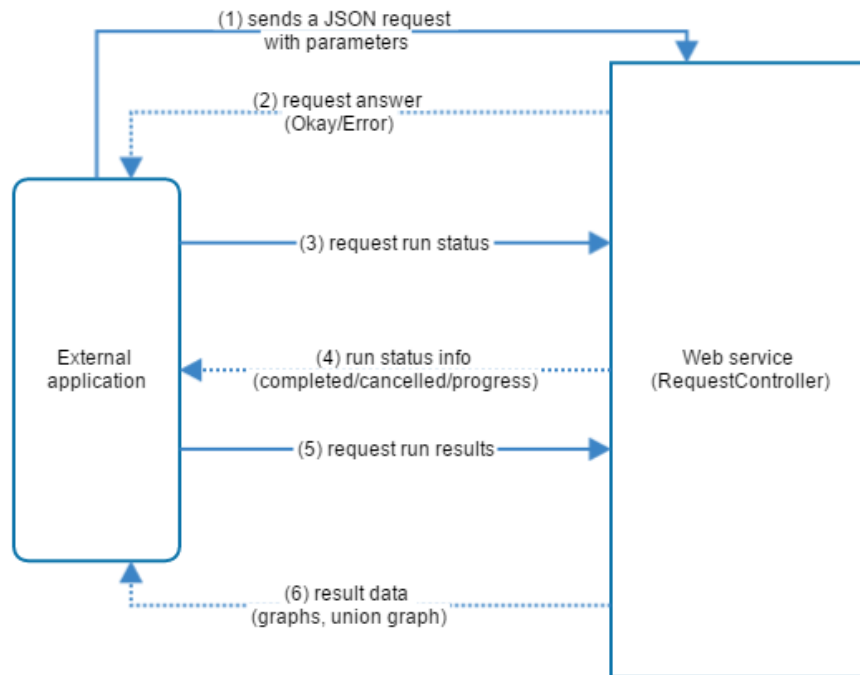 (1) sends a JSON request
with parameters
(2) request answer
(Okay/Error)
(3) request run status
External
application
(4) run status info
(completed/cancelled/progress)
Web service
(RequestController)
(5) request run results
(6) result data
(graphs, union graph)